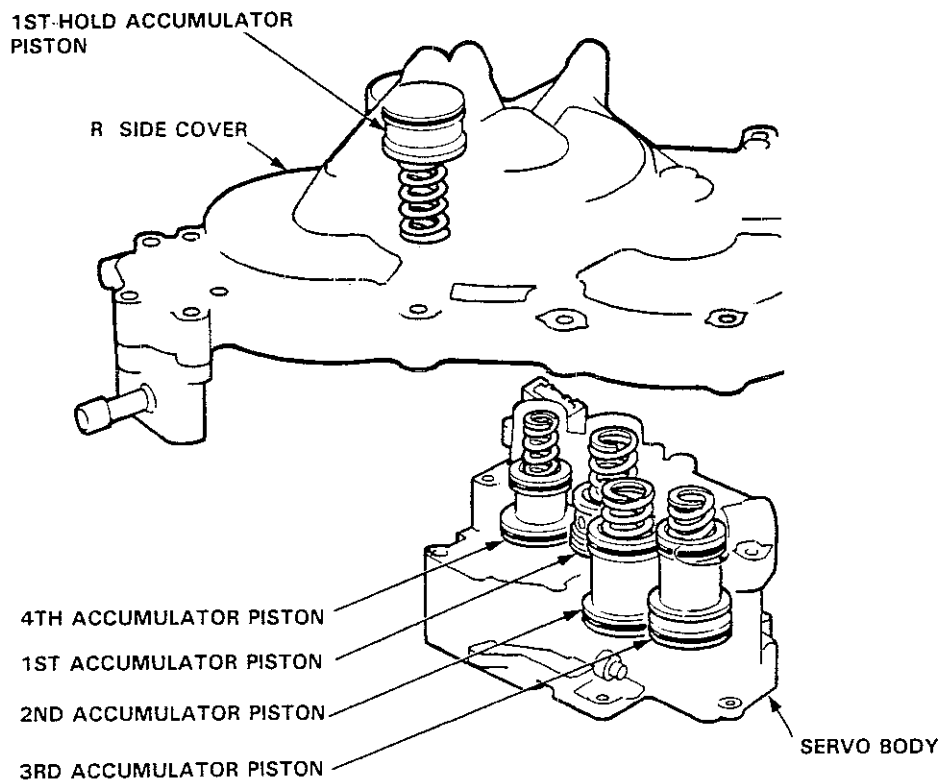 1ST-HOLD ACCUMULATOR
PISTON
R SIDE COVER
4TH ACCUMULATOR PISTON
1ST ACCUMULATOR PISTON
2ND ACCUMULATOR PISTON
3RD ACCUMULATOR PISTON
SERVO BODY